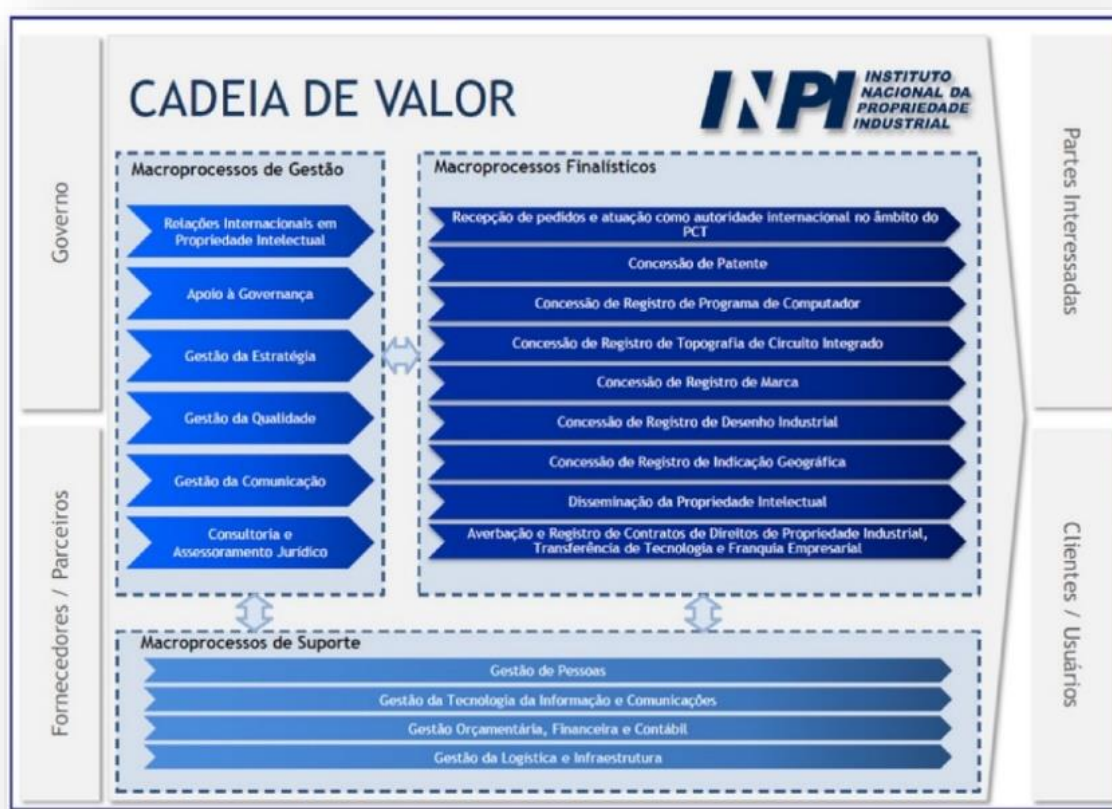 CADEIA DE VALOR
INPI
INSTITUTO
NACIONAL DA
PROPRIEDADE
INDUSTRIAL
Governo
Fornecedores / Parceiros
Macroprocessos de Gestão
Relações Internacionais em
Propriedade Intelectual
Apoio à Governança
Gestão da Estratégia
Gestão da Qualidade
Gestão da Comunicação
Consultoria e
Assessoramento Jurídico
Macroprocessos Finalísticos
Recepção de pedidos e atuação como autoridade internacional no âmbito do
PCT
Concessão de Patente
Concessão de Registro de Programa de Computador
Concessão de Registro de Topografia de Circuito Integrado
Concessão de Registro de Marca
Concessão de Registro de Desenho Industrial
Concessão de Registro de Indicação Geográfica
Disseminação da Propriedade Intelectual
Averbação e Registro de Contratos de Direitos de Propriedade Industrial,
Transferência de Tecnologia e Franquia Empresarial
Macroprocessos de Suporte
Gestão de Pessoas
Gestão da Tecnologia da Informação e Comunicações
Gestão Orçamentária, Financeira e Contábil
Gestão da Logística e Infraestrutura
Partes Interessadas
Clientes / Usuários